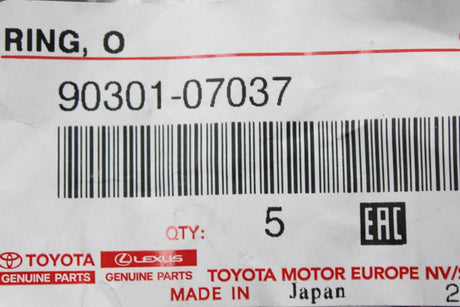 RING, O
90301-07037
QTY: 5 EAC
TOYOTA LEXUS
GENUINE PARTS GENUINE PARTS TOYOTA MOTOR EUROPE NV/S
MADE IN Japan 2